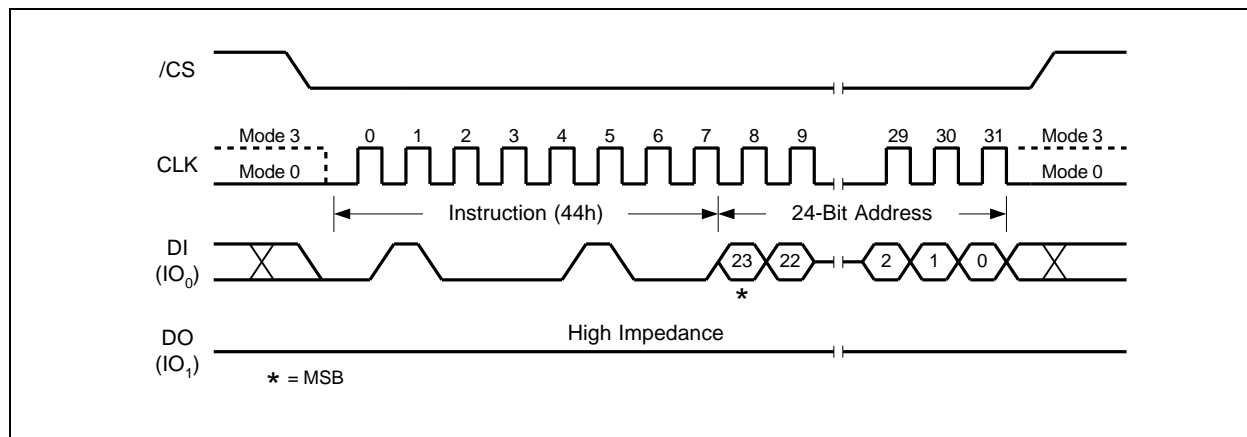 /CS
Mode 3 0 1 2 3 4 5 6 7 8 9 29 30 31 Mode 3
CLK
Mode 0 Mode 0
Instruction (44h) 24-Bit Address
DI
(IO0)
23 22 2 1 0
*
DO
(IO1)
High Impedance
* = MSB